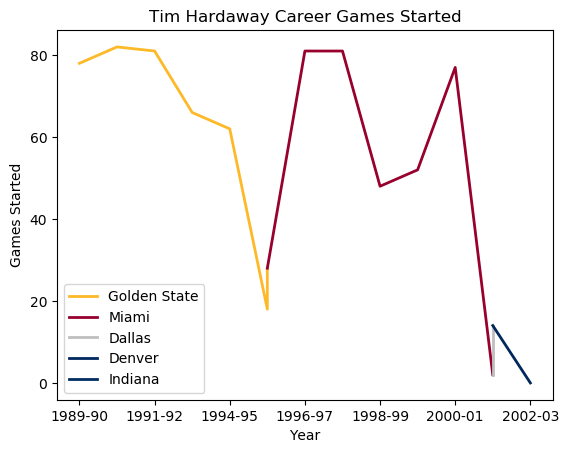 Tim Hardaway Career Games Started
80
60
40
20
0
Games Started
Golden State
Miami
Dallas
Denver
Indiana
1989-90 1991-92 1994-95 1996-97 1998-99 2000-01 2002-03
Year